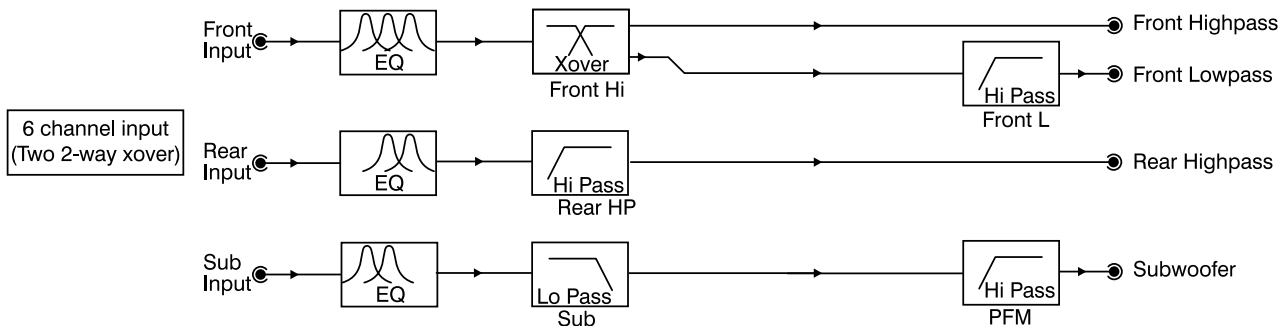 Front
Input
EQ
Xover
Front Hi
Front Highpass
Hi Pass
Front L
Front Lowpass
6 channel input
(Two 2-way xover)
Rear
Input
EQ
Hi Pass
Rear HP
Rear Highpass
Sub
Input
EQ
Lo Pass
Sub
Hi Pass
PFM
Subwoofer